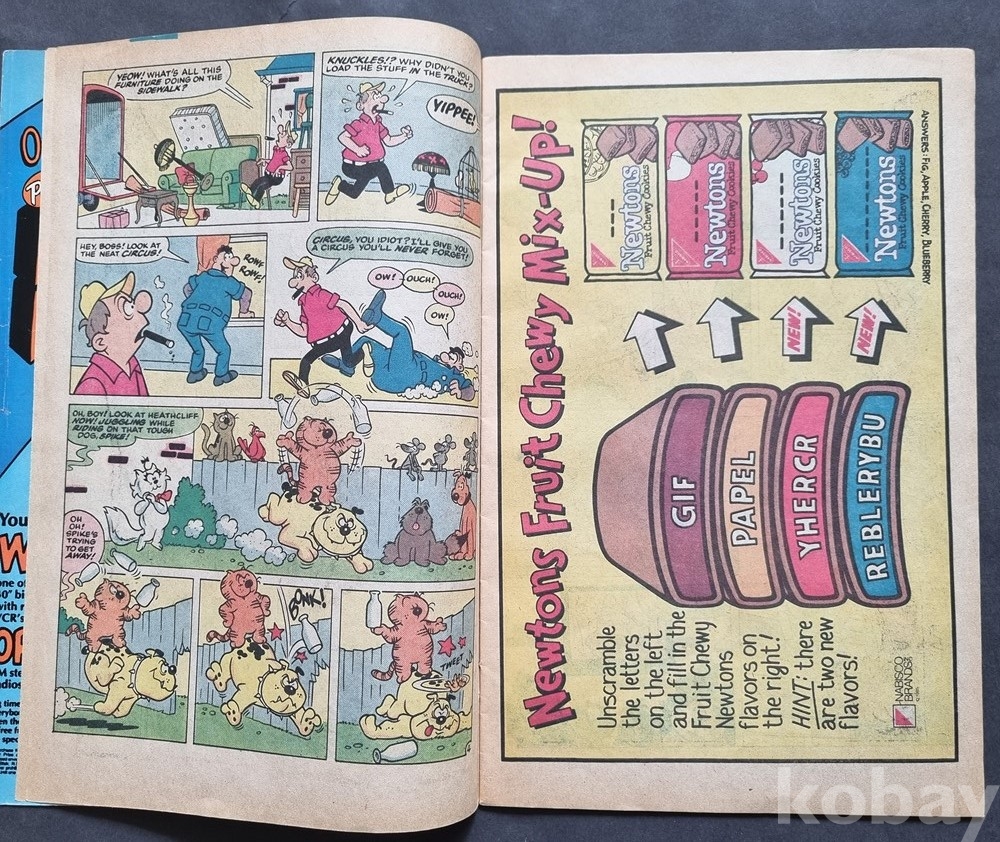 YEOW! WHAT'S ALL THIS
FURNITURE DOING ON THE
SIDEWALK?
KNUCKLES!? WHY DIDN'T YOU
LOAD THE STUFF IN THE TRUCK?
YIPPEE!
HEY, BOSS! LOOK AT
THE NEAT CIRCUS!
ROWF
ROWF!
CIRCUS, YOU IDIOT? I'LL GIVE YOU
A CIRCUS YOU'LL NEVER FORGET!
OW!
OUCH!
OUCH!
OW!
OH, BOY! LOOK AT HEATHCLIFF
NOW! JUGGLING WHILE
RIDING ON THAT TOUGH
DOG, SPIKE!
OH
OH!
SPIKE'S
TRYING
TO GET
AWAY!
BONK!
TWEET
Newtons Fruit Chewy Mix-Up!
Unscramble
the letters
on the left
and fill in the
Fruit Chewy
Newtons
flavors on
the right!
HINT: there
are two new
flavors!
NABISCO
BRANDS
GIF
PAPEL
YHERCR
REBLERYBU
NEW!
NEW!
Newtons
Fruit Chewy Cookies
Newtons
Fruit Chewy Cookies
Newtons
Fruit Chewy Cookies
Newtons
Fruit Chewy Cookies
ANSWERS: FIG, APPLE, CHERRY, BLUEBERRY
You
one of
with
kobay